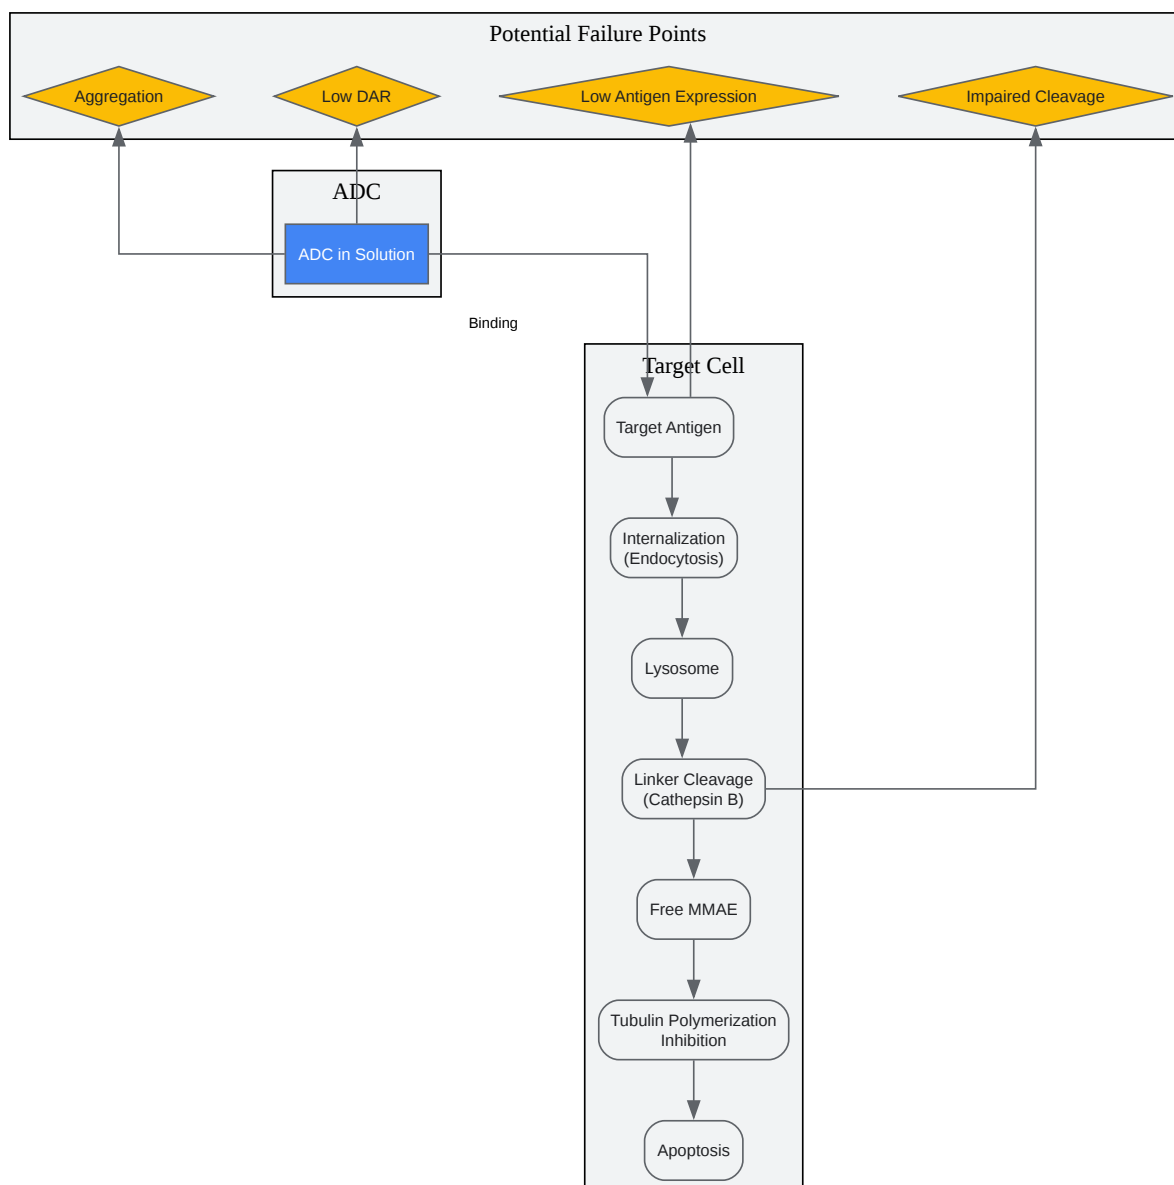 Potential Failure Points
Aggregation
Low DAR
Low Antigen Expression
Impaired Cleavage
ADC
ADC in Solution
Binding
Target Cell
Target Antigen
Internalization
(Endocytosis)
Lysosome
Linker Cleavage
(Cathepsin B)
Free MMAE
Tubulin Polymerization
Inhibition
Apoptosis